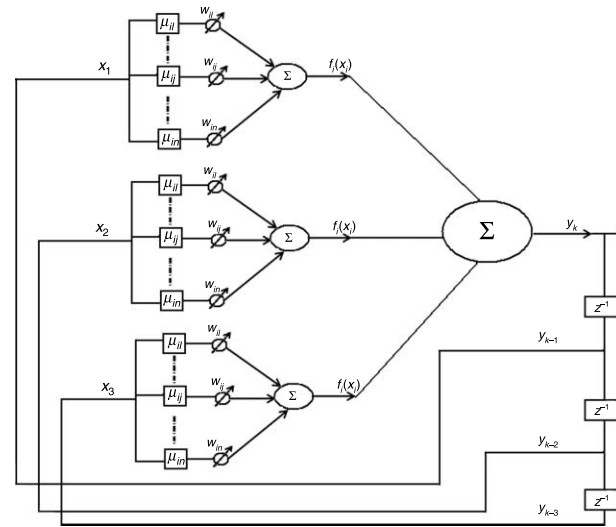 x1
μil
wil
μij
wij
μin
win
Σ
fi(xi)
x2
μil
wil
μij
wij
μin
win
Σ
fi(xi)
x3
μil
wil
μij
wij
μin
win
Σ
fi(xi)
Σ
yk
z–1
yk–1
z–1
yk–2
z–1
yk–3